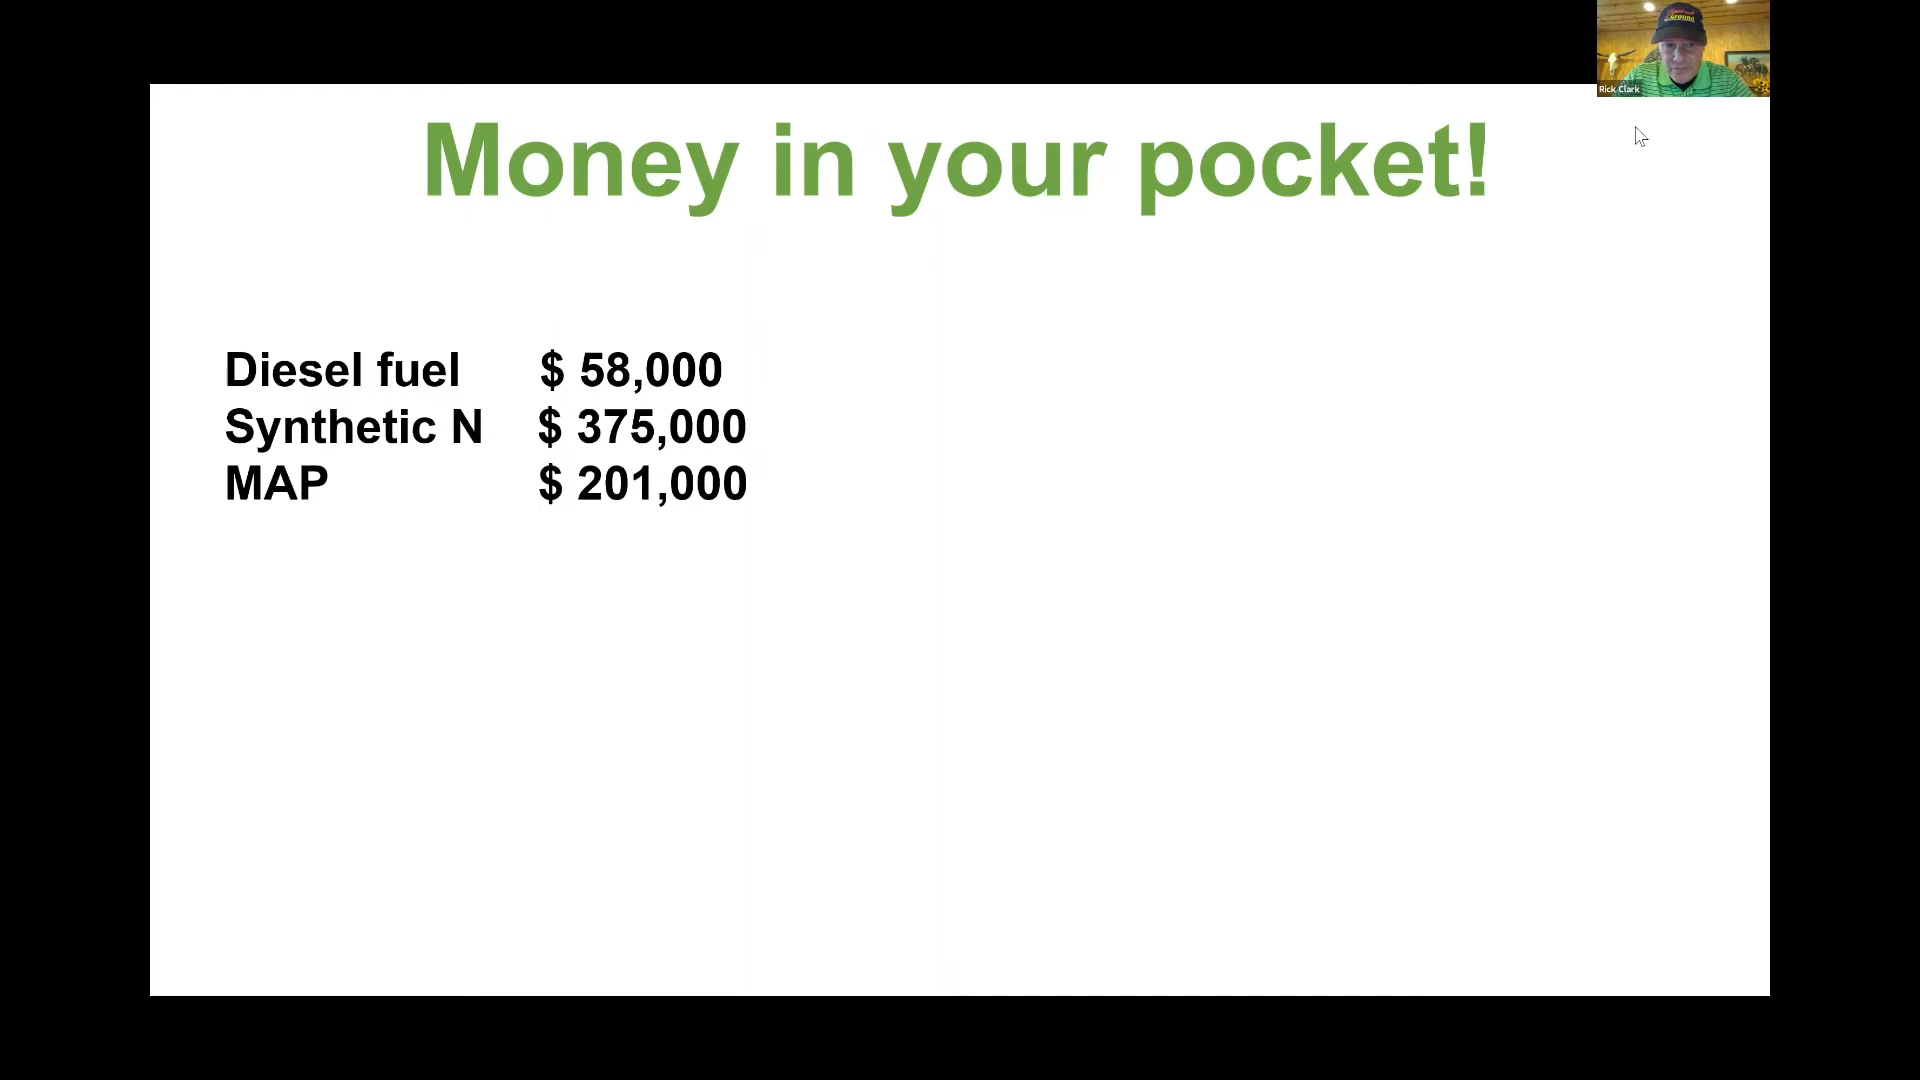 Rick Clark
Money in your pocket!
Diesel fuel $ 58,000
Synthetic N $ 375,000
MAP $ 201,000